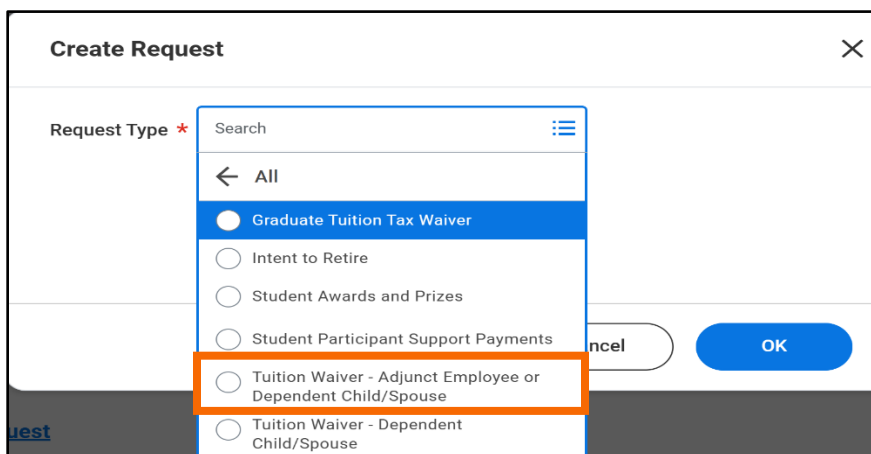 Create Request
Request Type *
Search
All
Graduate Tuition Tax Waiver
Intent to Retire
Student Awards and Prizes
Student Participant Support Payments
ncel
OK
Tuition Waiver - Adjunct Employee or
Dependent Child/Spouse
uest
Tuition Waiver - Dependent
Child/Spouse